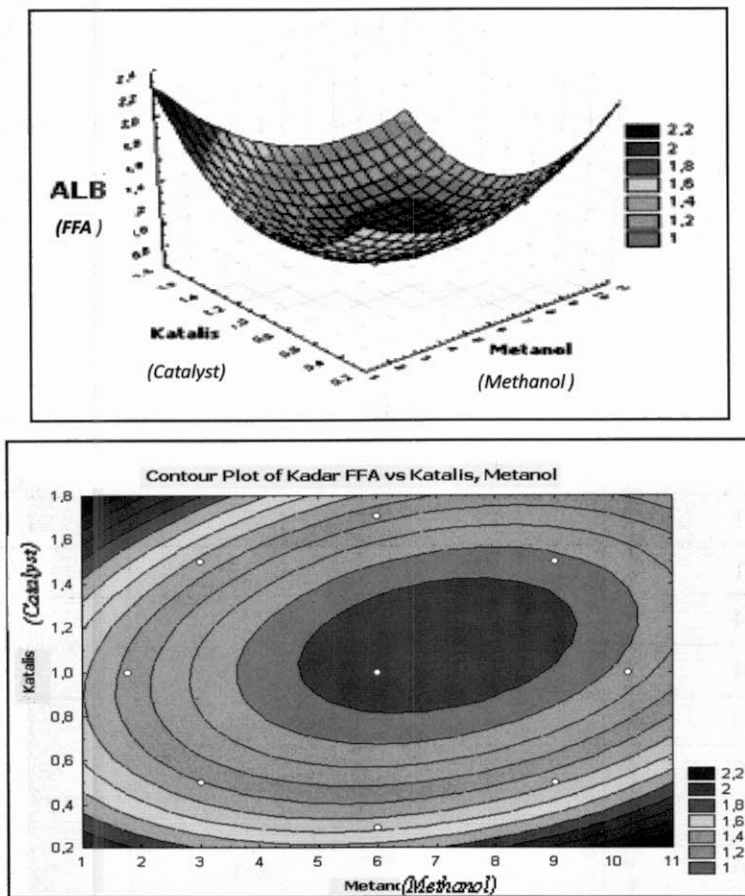 2,2
2
1,8
1,6
1,4
1,2
1
ALB
(FFA )
Katalis
(Catalyst)
Metanol
(Methanol )
Contour Plot of Kadar FFA vs Katalis, Metanol
1,8
1,6
1,4
1,2
1,0
0,8
0,6
0,4
0,2
Katalis
(Catalyst)
1 2 3 4 5 6 7 8 9 10 11
(Methanol)
2,2
2
1,8
1,6
1,4
1,2
1